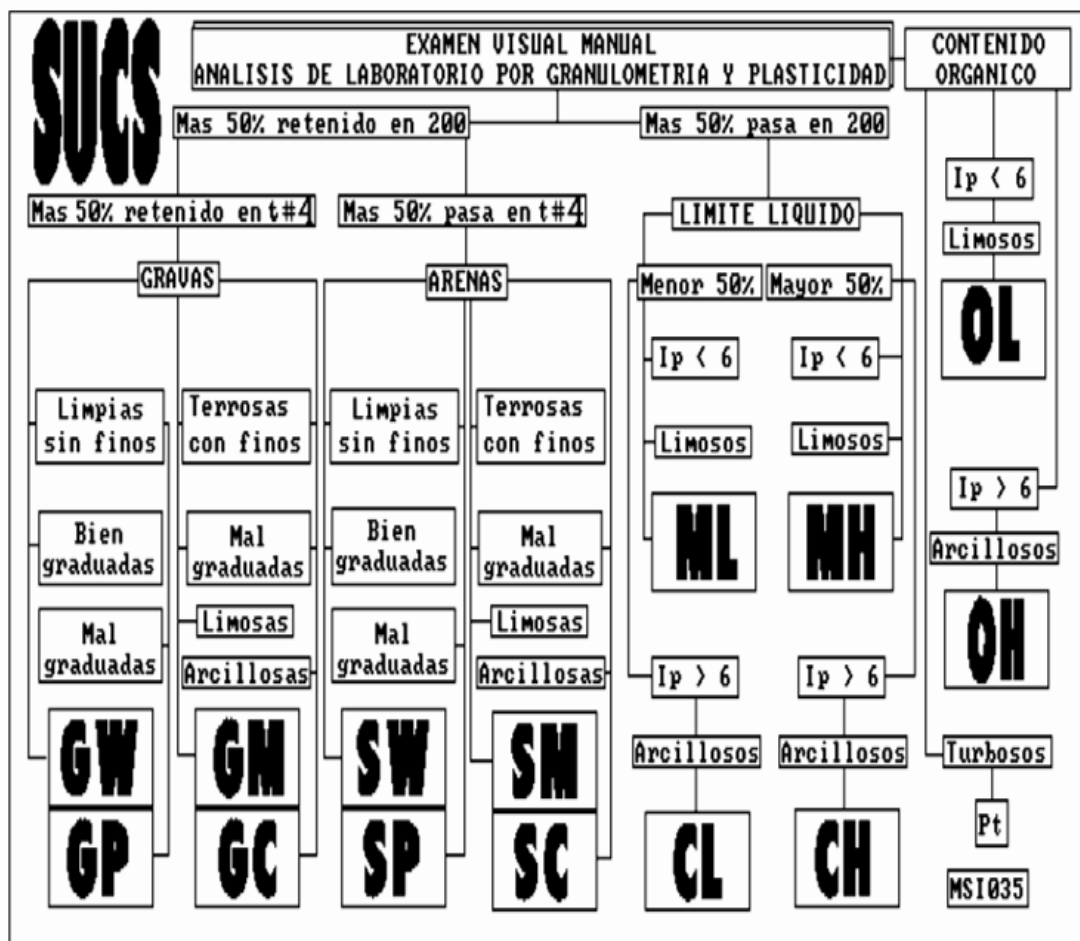 SUCS
EXAMEN VISUAL MANUAL
ANALISIS DE LABORATORIO POR GRANULOMETRIA Y PLASTICIDAD
CONTENIDO
ORGANICO
Mas 50% retenido en 200
Mas 50% pasa en 200
Mas 50% retenido en t#4
Mas 50% pasa en t#4
LIMITE LIQUIDO
GRAVAS
ARENAS
Menor 50%
Mayor 50%
Limpias
sin finos
Terrosas
con finos
Limpias
sin finos
Terrosas
con finos
Bien
graduadas
Mal
graduadas
Bien
graduadas
Mal
graduadas
Mal
graduadas
Limosas
Arcillosas
Mal
graduadas
Limosas
Arcillosas
GW
GP
GM
GC
SW
SP
SM
SC
Ip < 6
Limosos
ML
Ip < 6
Limosos
MH
Ip > 6
Arcillosos
CL
Ip > 6
Arcillosos
CH
Ip < 6
Limosos
OL
Ip > 6
Arcillosos
OH
Turbosos
Pt
MSI035